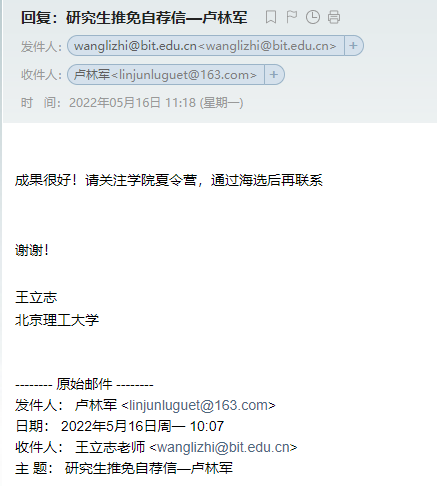 回复：研究生推免自荐信—卢林军
发件人：wanglizhi@bit.edu.cn<wanglizhi@bit.edu.cn> +
收件人：卢林军<linjunluguet@163.com> +
时 间：2022年05月16日 11:18 (星期一)
成果很好！请关注学院夏令营，通过海选后再联系
谢谢！
王立志
北京理工大学
-------- 原始邮件 --------
发件人： 卢林军 <linjunluguet@163.com>
日期： 2022年5月16日周一 10:07
收件人： 王立志老师 <wanglizhi@bit.edu.cn>
主 题： 研究生推免自荐信—卢林军